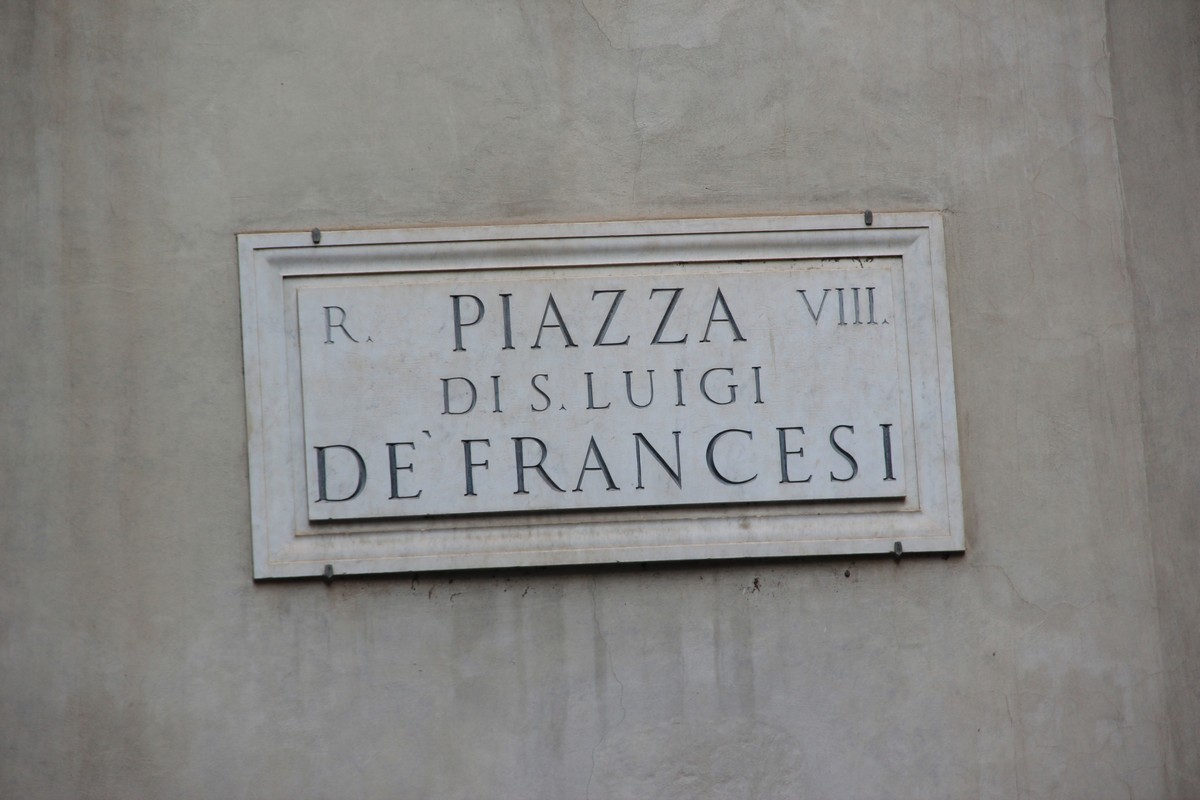 R. PIAZZA VIII.
DI S. LUIGI
DE` FRANCESI